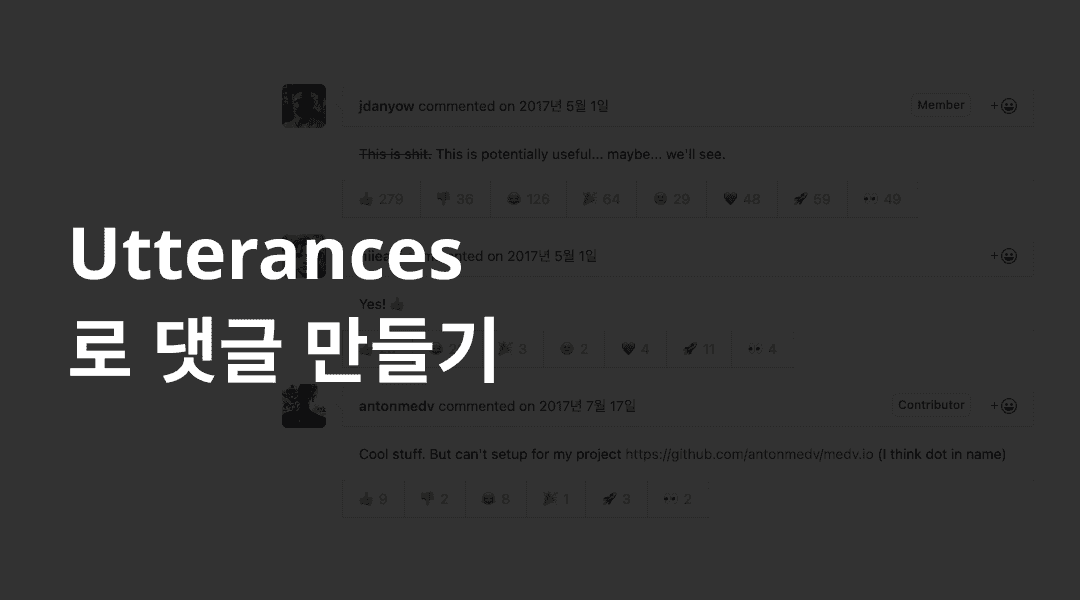 jdanyow commented on 2017년 5월 1일
Member
This is shit. This is potentially useful... maybe... we'll see.
279 36 126 64 29 48 59 49
Utterances
on 2017년 5월 1일
Yes!
3 2 4 11 4
로 댓글 만들기
antonmedv commented on 2017년 7월 17일
Contributor
Cool stuff. But can't setup for my project https://github.com/antonmedv/medv.io (I think dot in name)
9 2 8 1 3 2